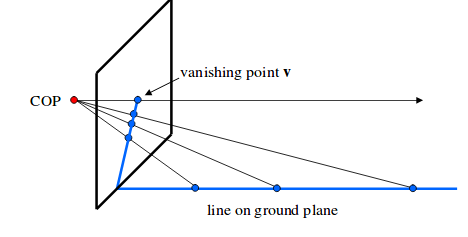 vanishing point v
COP
line on ground plane